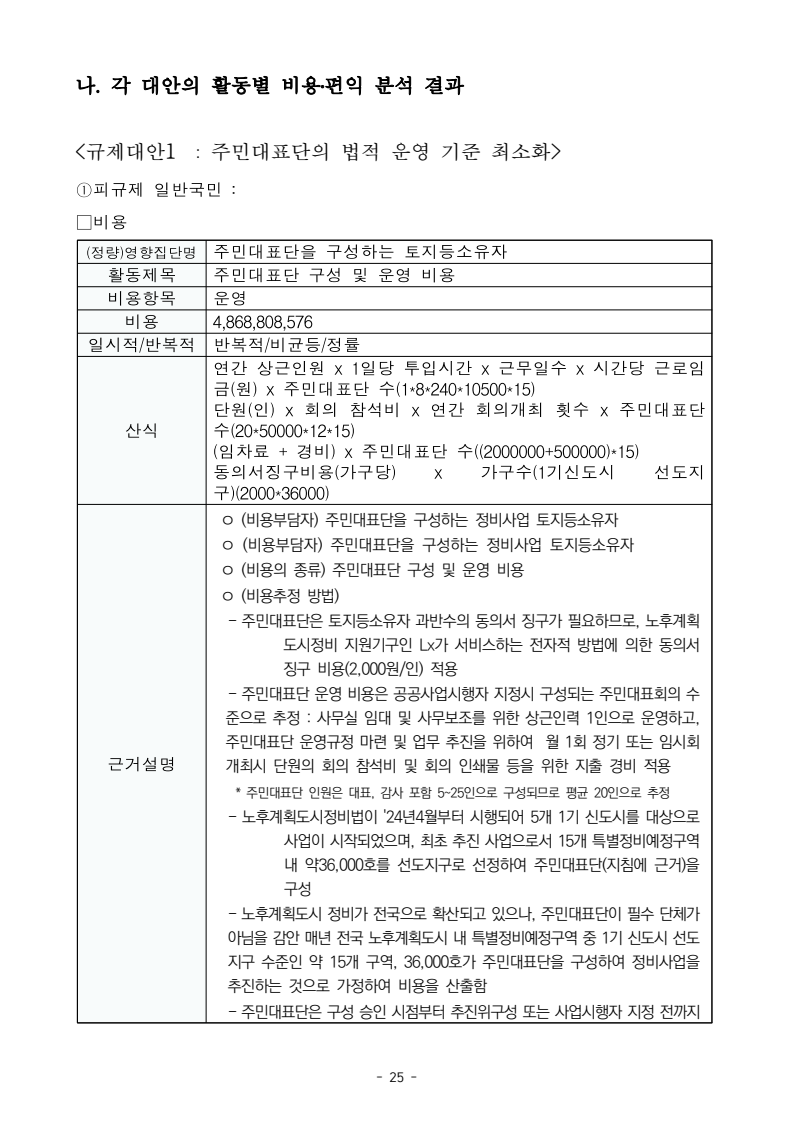 나. 각 대안의 활동별 비용·편익 분석 결과
<규제대안1 : 주민대표단의 법적 운영 기준 최소화>
①피규제 일반국민 :
□비용
(정량)영향집단명 주민대표단을 구성하는 토지등소유자
활동제목 주민대표단 구성 및 운영 비용
비용항목 운영
비용 4,868,808,576
일시적/반복적 반복적/비균등/정률
산식
연간 상근인원 x 1일당 투입시간 x 근무일수 x 시간당 근로임
금(원) x 주민대표단 수(1*8*240*10500*15)
단원(인) x 회의 참석비 x 연간 회의개최 횟수 x 주민대표단
수(20*50000*12*15)
(임차료 + 경비) x 주민대표단 수((2000000+500000)*15)
동의서징구비용(가구당) x 가구수(1기신도시 선도지
구)(2000*36000)
근거설명
ㅇ (비용부담자) 주민대표단을 구성하는 정비사업 토지등소유자
ㅇ (비용부담자) 주민대표단을 구성하는 정비사업 토지등소유자
ㅇ (비용의 종류) 주민대표단 구성 및 운영 비용
ㅇ (비용추정 방법)
- 주민대표단은 토지등소유자 과반수의 동의서 징구가 필요하므로, 노후계획
도시정비 지원기구인 Lx가 서비스하는 전자적 방법에 의한 동의서
징구 비용(2,000원/인) 적용
- 주민대표단 운영 비용은 공공사업시행자 지정시 구성되는 주민대표회의 수
준으로 추정 : 사무실 임대 및 사무보조를 위한 상근인력 1인으로 운영하고,
주민대표단 운영규정 마련 및 업무 추진을 위하여 월 1회 정기 또는 임시회
개최시 단원의 회의 참석비 및 회의 인쇄물 등을 위한 지출 경비 적용
* 주민대표단 인원은 대표, 감사 포함 5~25인으로 구성되므로 평균 20인으로 추정
- 노후계획도시정비법이 '24년4월부터 시행되어 5개 1기 신도시를 대상으로
사업이 시작되었으며, 최초 추진 사업으로서 15개 특별정비예정구역
내 약36,000호를 선도지구로 선정하여 주민대표단(지침에 근거)을
구성
- 노후계획도시 정비가 전국으로 확산되고 있으나, 주민대표단이 필수 단체가
아님을 감안 매년 전국 노후계획도시 내 특별정비예정구역 중 1기 신도시 선도
지구 수준인 약 15개 구역, 36,000호가 주민대표단을 구성하여 정비사업을
추진하는 것으로 가정하여 비용을 산출함
- 주민대표단은 구성 승인 시점부터 추진위구성 또는 사업시행자 지정 전까지
- 25 -